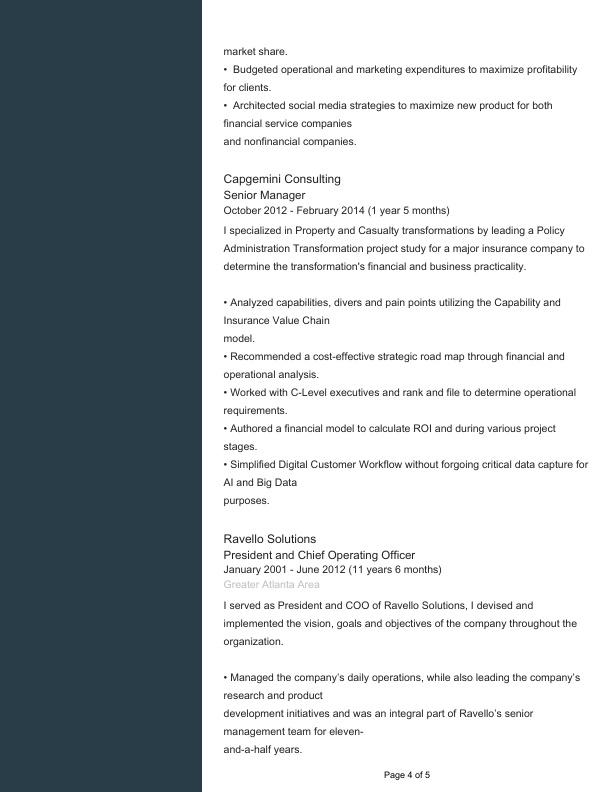 market share.
•  Budgeted operational and marketing expenditures to maximize profitability
for clients.
•  Architected social media strategies to maximize new product for both
financial service companies
and nonfinancial companies.
Capgemini Consulting
Senior Manager
October 2012 - February 2014 (1 year 5 months)
I specialized in Property and Casualty transformations by leading a Policy
Administration Transformation project study for a major insurance company to
determine the transformation's financial and business practicality.
• Analyzed capabilities, divers and pain points utilizing the Capability and
Insurance Value Chain
model.
• Recommended a cost-effective strategic road map through financial and
operational analysis.
• Worked with C-Level executives and rank and file to determine operational
requirements.
• Authored a financial model to calculate ROI and during various project
stages.
• Simplified Digital Customer Workflow without forgoing critical data capture for
AI and Big Data
purposes.
Ravello Solutions
President and Chief Operating Officer
January 2001 - June 2012 (11 years 6 months)
Greater Atlanta Area
I served as President and COO of Ravello Solutions, I devised and
implemented the vision, goals and objectives of the company throughout the
organization.
• Managed the company’s daily operations, while also leading the company’s
research and product
development initiatives and was an integral part of Ravello’s senior
management team for eleven-
and-a-half years.
Page 4 of 5